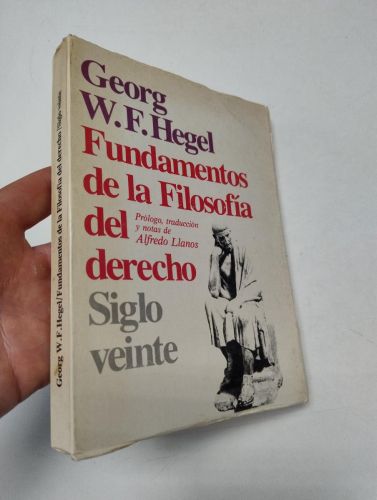 Georg
W.F.Hegel
Fundamentos
de la Filosofía
del
Prólogo, traducción
y notas de
Alfredo Llanos
derecho
Siglo
veinte
Georg W.F.Hegel/Fundamentos de la Filosofía del derecho/Siglo veinte